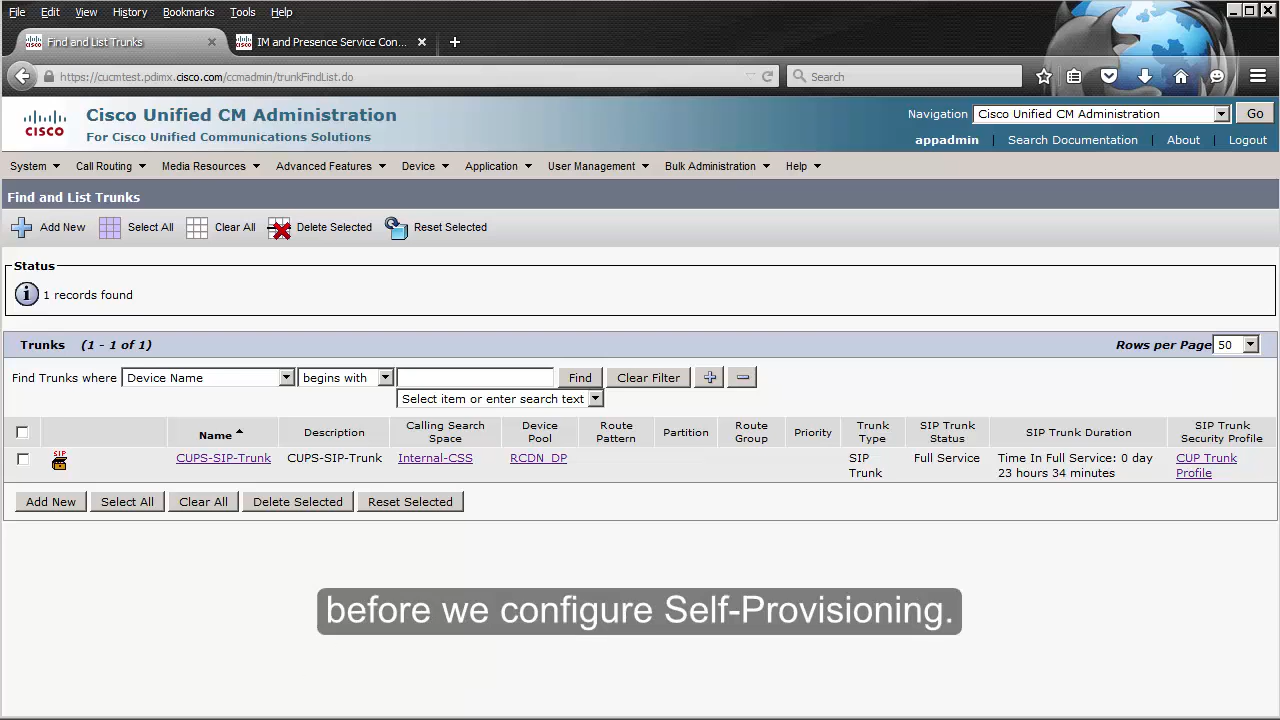 File Edit View History Bookmarks Tools Help
Find and List Trunks
IM and Presence Service Con...
https://cucmtest.pdimx.cisco.com/ccmadmin/trunkFindList.do
Search
CISCO
Cisco Unified CM Administration
For Cisco Unified Communications Solutions
Navigation Cisco Unified CM Administration Go
appadmin | Search Documentation | About | Logout
System Call Routing Media Resources Advanced Features Device Application User Management Bulk Administration Help
Find and List Trunks
Add New Select All Clear All Delete Selected Reset Selected
Status
1 records found
Trunks (1 - 1 of 1) Rows per Page 50
Find Trunks where Device Name begins with Find Clear Filter
Select item or enter search text
Name
Description
Calling Search
Space
Device
Pool
Route
Pattern
Partition
Route
Group
Priority
Trunk
Type
SIP Trunk
Status
SIP Trunk Duration
SIP Trunk
Security Profile
SIP
CUPS-SIP-Trunk
CUPS-SIP-Trunk
Internal-CSS
RCDN_DP
SIP
Trunk
Full Service
Time In Full Service: 0 day
23 hours 34 minutes
CUP Trunk
Profile
Add New Select All Clear All Delete Selected Reset Selected
before we configure Self-Provisioning.